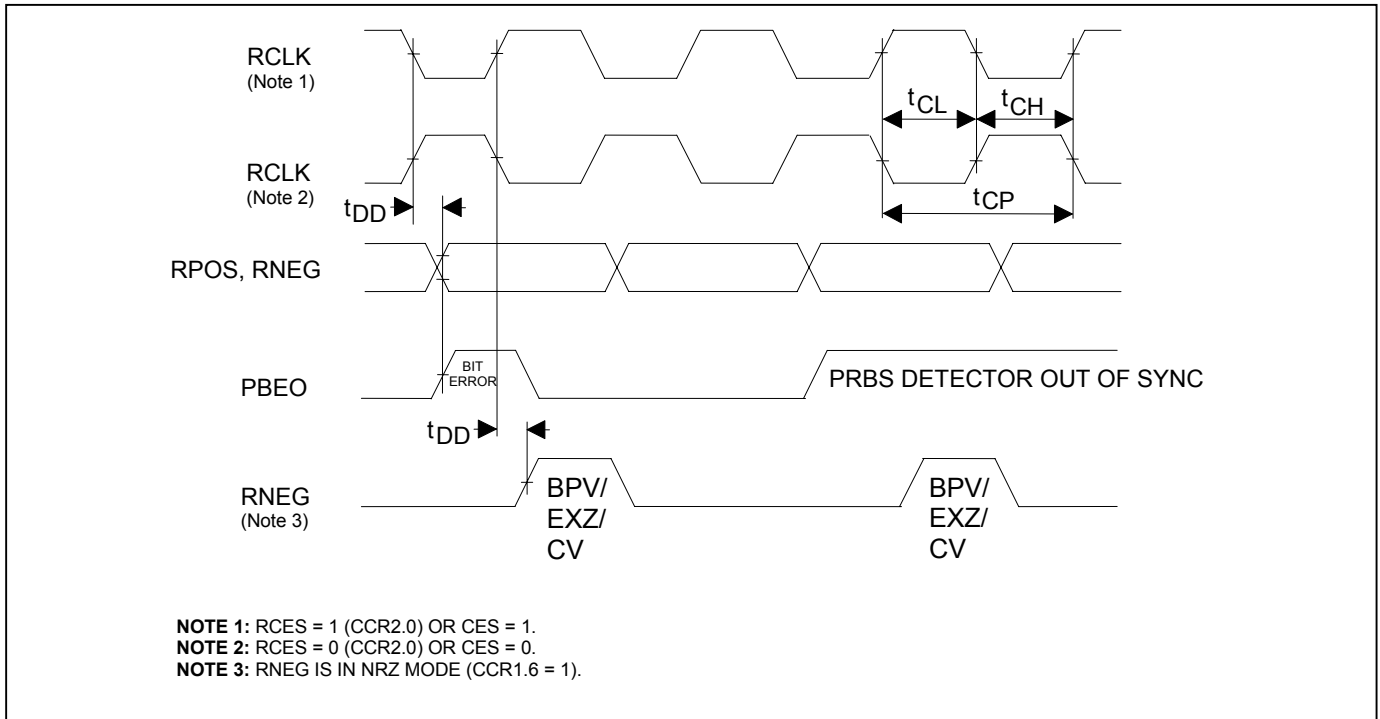 RCLK
(Note 1)
tCL
tCH
RCLK
(Note 2)
tCP
tDD
RPOS, RNEG
PBEO
BIT
ERROR
PRBS DETECTOR OUT OF SYNC
tDD
RNEG
(Note 3)
BPV/
EXZ/
CV
BPV/
EXZ/
CV
NOTE 1: RCES = 1 (CCR2.0) OR CES = 1.
NOTE 2: RCES = 0 (CCR2.0) OR CES = 0.
NOTE 3: RNEG IS IN NRZ MODE (CCR1.6 = 1).